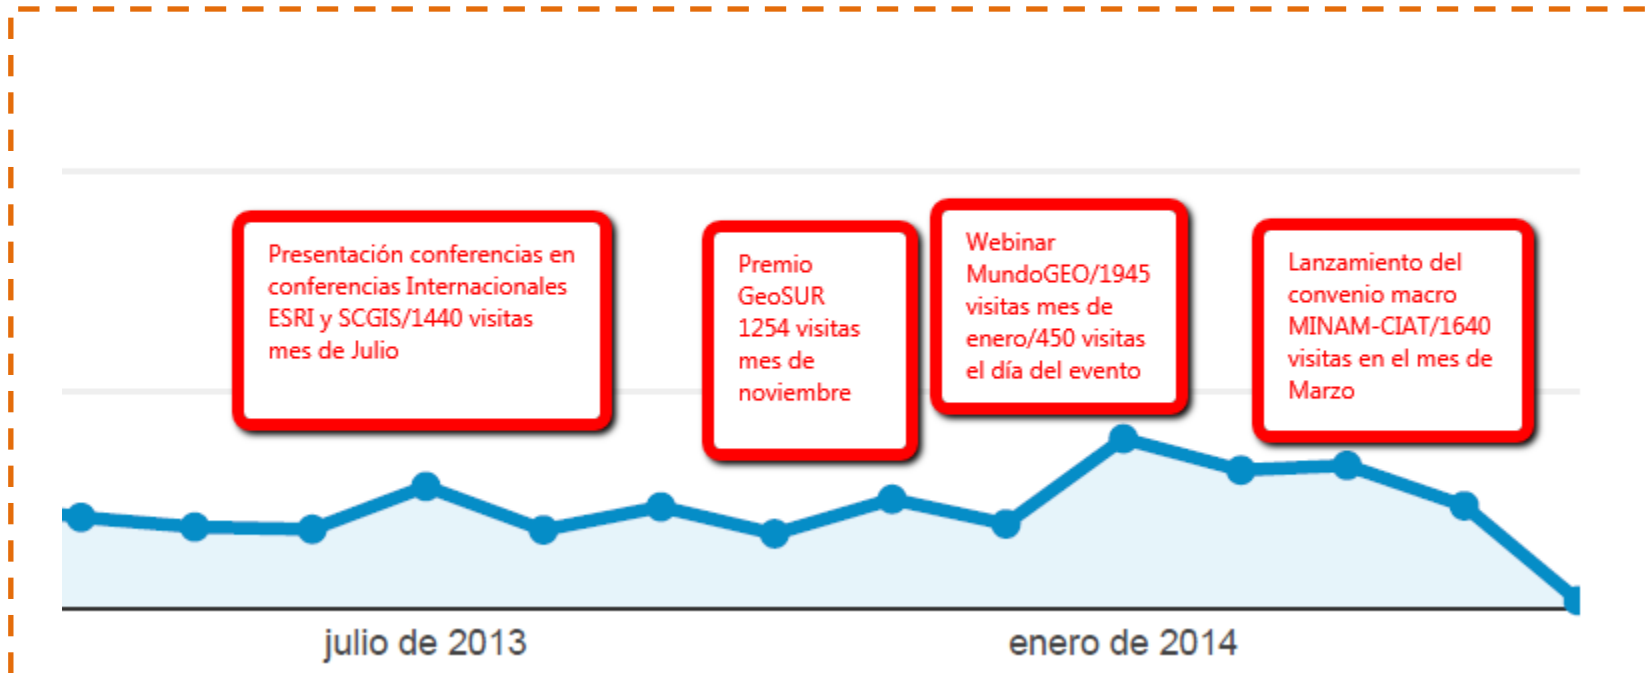 Presentación conferencias en
conferencias Internacionales
ESRI y SCGIS/1440 visitas
mes de Julio
Premio
GeoSUR
1254 visitas
mes de
noviembre
Webinar
MundoGEO/1945
visitas mes de
enero/450 visitas
el día del evento
Lanzamiento del
convenio macro
MINAM-CIAT/1640
visitas en el mes de
Marzo
julio de 2013
enero de 2014